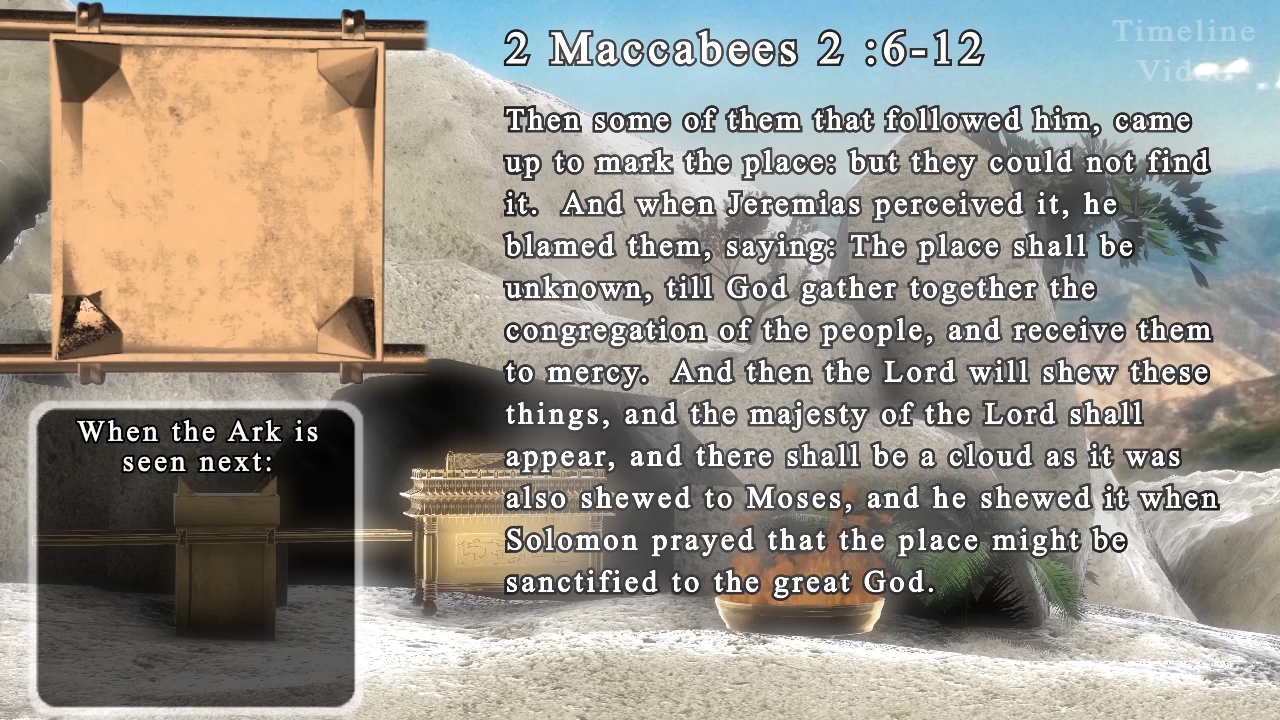 Timeline
Video
2 Maccabees 2 :6-12
Then some of them that followed him, came
up to mark the place: but they could not find
it. And when Jeremias perceived it, he
blamed them, saying: The place shall be
unknown, till God gather together the
congregation of the people, and receive them
to mercy. And then the Lord will shew these
things, and the majesty of the Lord shall
appear, and there shall be a cloud as it was
also shewed to Moses, and he shewed it when
Solomon prayed that the place might be
sanctified to the great God.
When the Ark is
seen next: